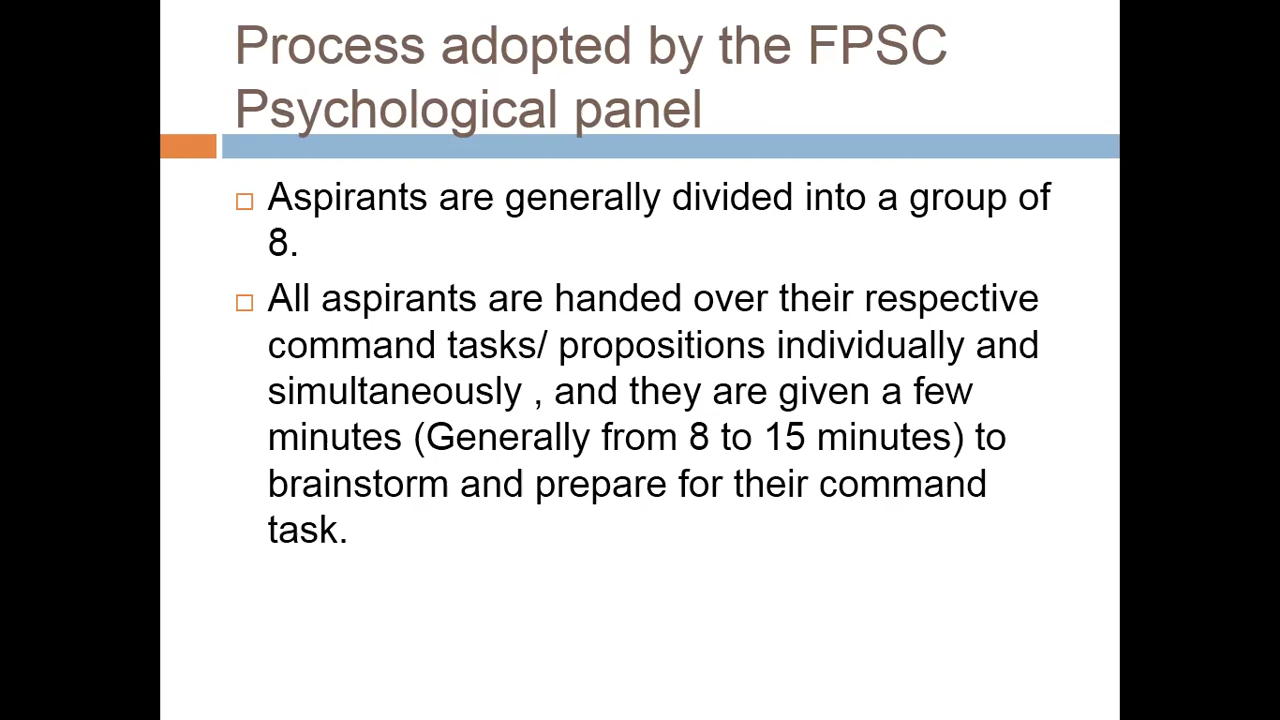 Process adopted by the FPSC
Psychological panel
Aspirants are generally divided into a group of
8.
All aspirants are handed over their respective
command tasks/ propositions individually and
simultaneously , and they are given a few
minutes (Generally from 8 to 15 minutes) to
brainstorm and prepare for their command
task.